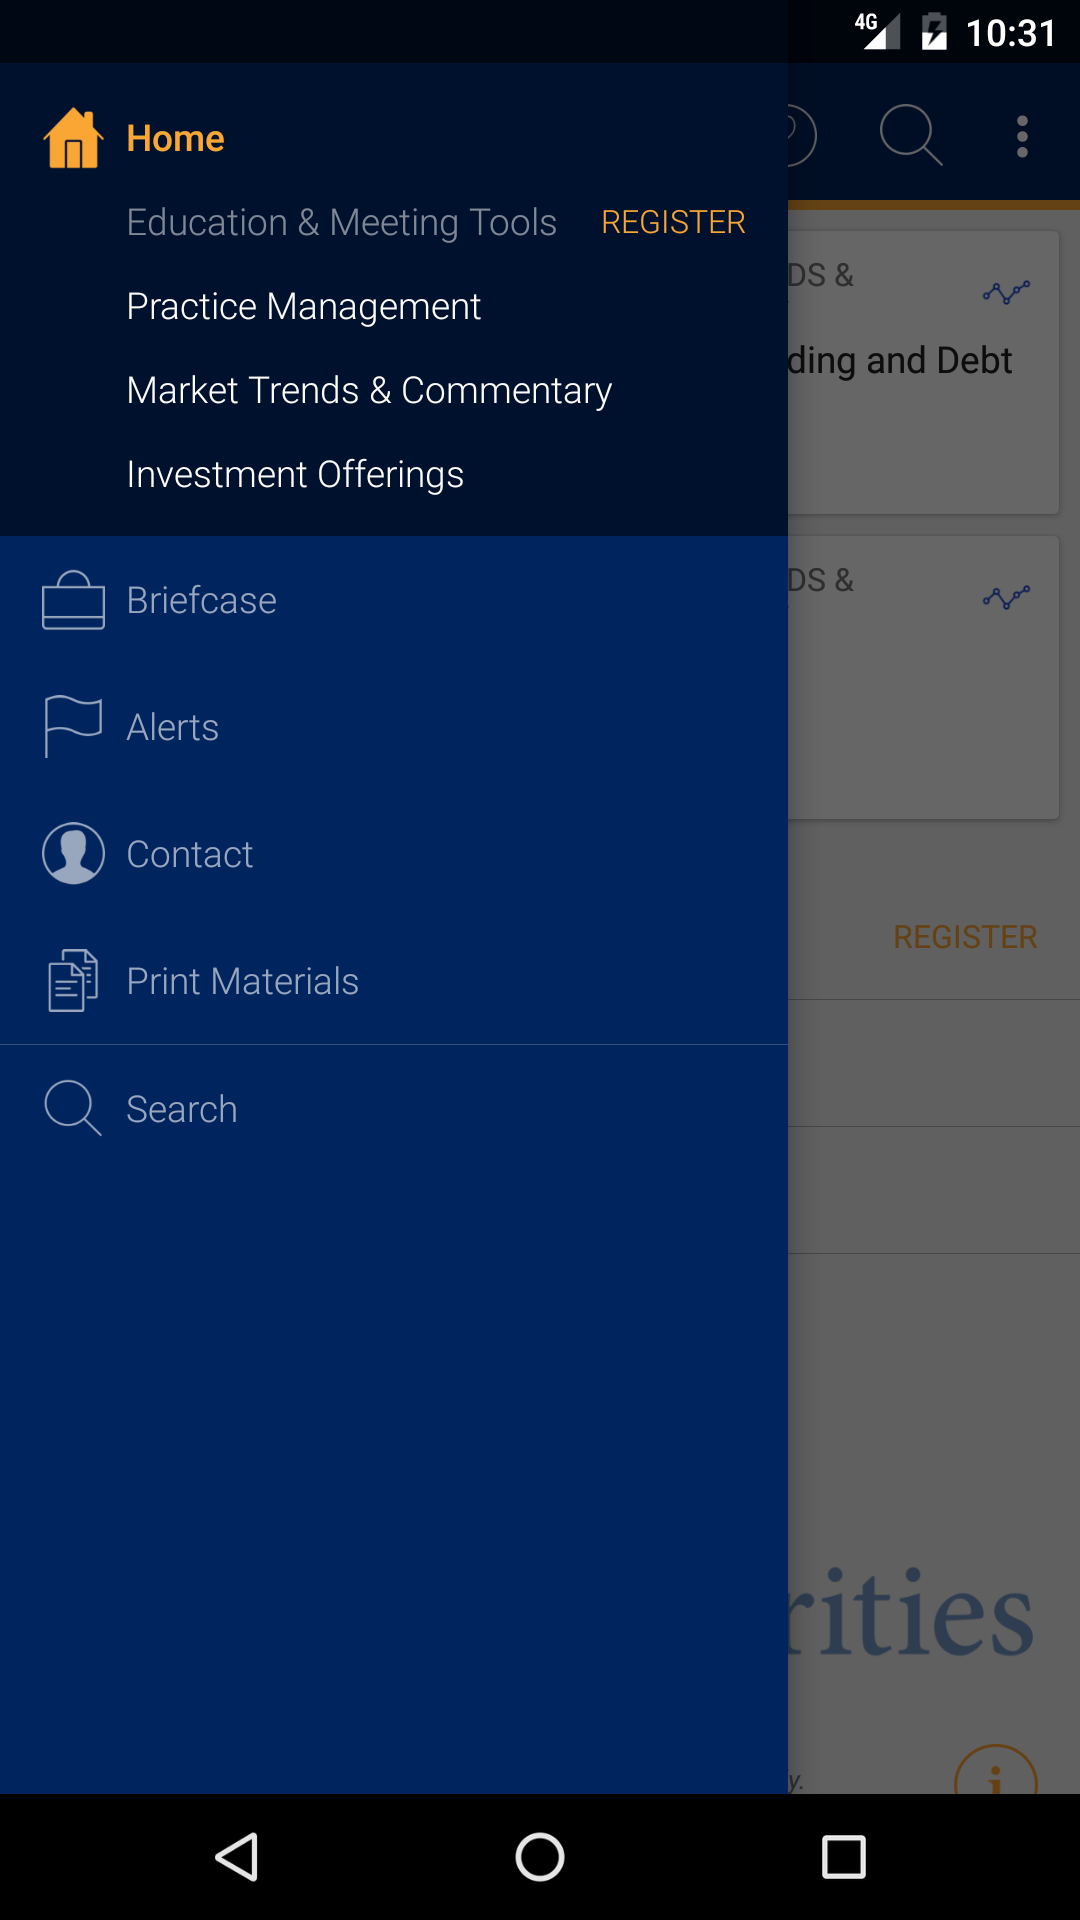 4G 10:31
Home
Education & Meeting Tools REGISTER
Practice Management
Market Trends & Commentary
Investment Offerings
Briefcase
Alerts
Contact
Print Materials
Search
DS &
ding and Debt
DS &
REGISTER
rities
y.
i